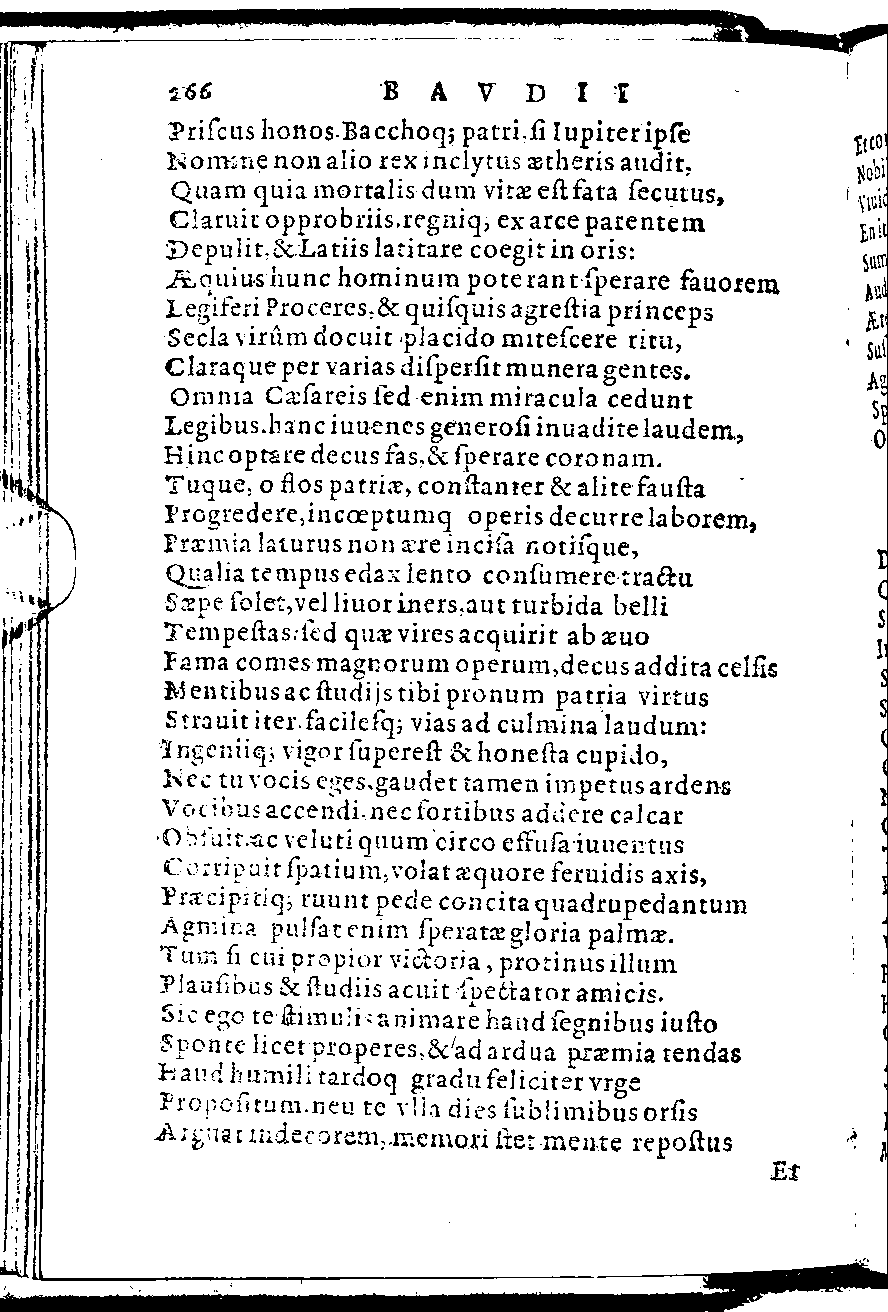 266 BAVDII
Priſcus honos. Bacchoq; patri, ſi Iupiter ipſe
Nomine non alio rex inclytus ætheris audit,
Quam quia mortalis dum vitæ eſt fata ſecutus,
Claruit opprobriis, regniq; ex arce parentem
Depulit, & Latiis latitare coegit in oris:
Æquius hunc hominum poterant ſperare fauorem
Legiferi Proceres, & quiſquis agreſtia princeps
Secla virûm docuit placido miteſcere ritu,
Claraque per varias diſperſit munera gentes.
Omnia Cæſareis ſed enim miracula cedunt
Legibus. hanc iuuenes generoſi inuadite laudem,
Hinc optare decus fas, & ſperare coronam.
Tuque, o flos patriæ, conſtanter & alite fauſta
Progredere, incœptumq operis decurre laborem,
Præmia laturus non ære inciſa notiſque,
Qualia tempus edax lento conſumere tractu
Sæpe ſolet, vel liuor iners, aut turbida belli
Tempeſtas: ſed quæ vires acquirit ab æuo
Fama comes magnorum operum, decus addita celſis
Mentibus ac ſtudijs tibi pronum patria virtus
Strauit iter. facileſq; vias ad culmina laudum:
Ingeniiq; vigor ſupereſt & honeſta cupido,
Nec tu vocis eges. gaudet tamen impetus ardens
Vocibus accendi. nec fortibus addere calcar
Obfuit. ac veluti quum circo effuſa iuuentus
Corripuit ſpatium, volat æquore feruidis axis,
Præcipitiq; ruunt pede concita quadrupedantum
Agmina pulſat enim ſperatæ gloria palmæ.
Tum ſi cui propior victoria, protinus illum
Plauſibus & ſtudiis acuit ſpectator amicis.
Sic ego te ſtimulis animare haud ſegnibus iuſto
Sponte licet properes, & ad ardua præmia tendas
Haud humili tardoq gradu feliciter vrge
Propoſitum. neu te vlla dies ſublimibus orſis
Arguat indecorem, memori ſtet mente repoſtus
Et